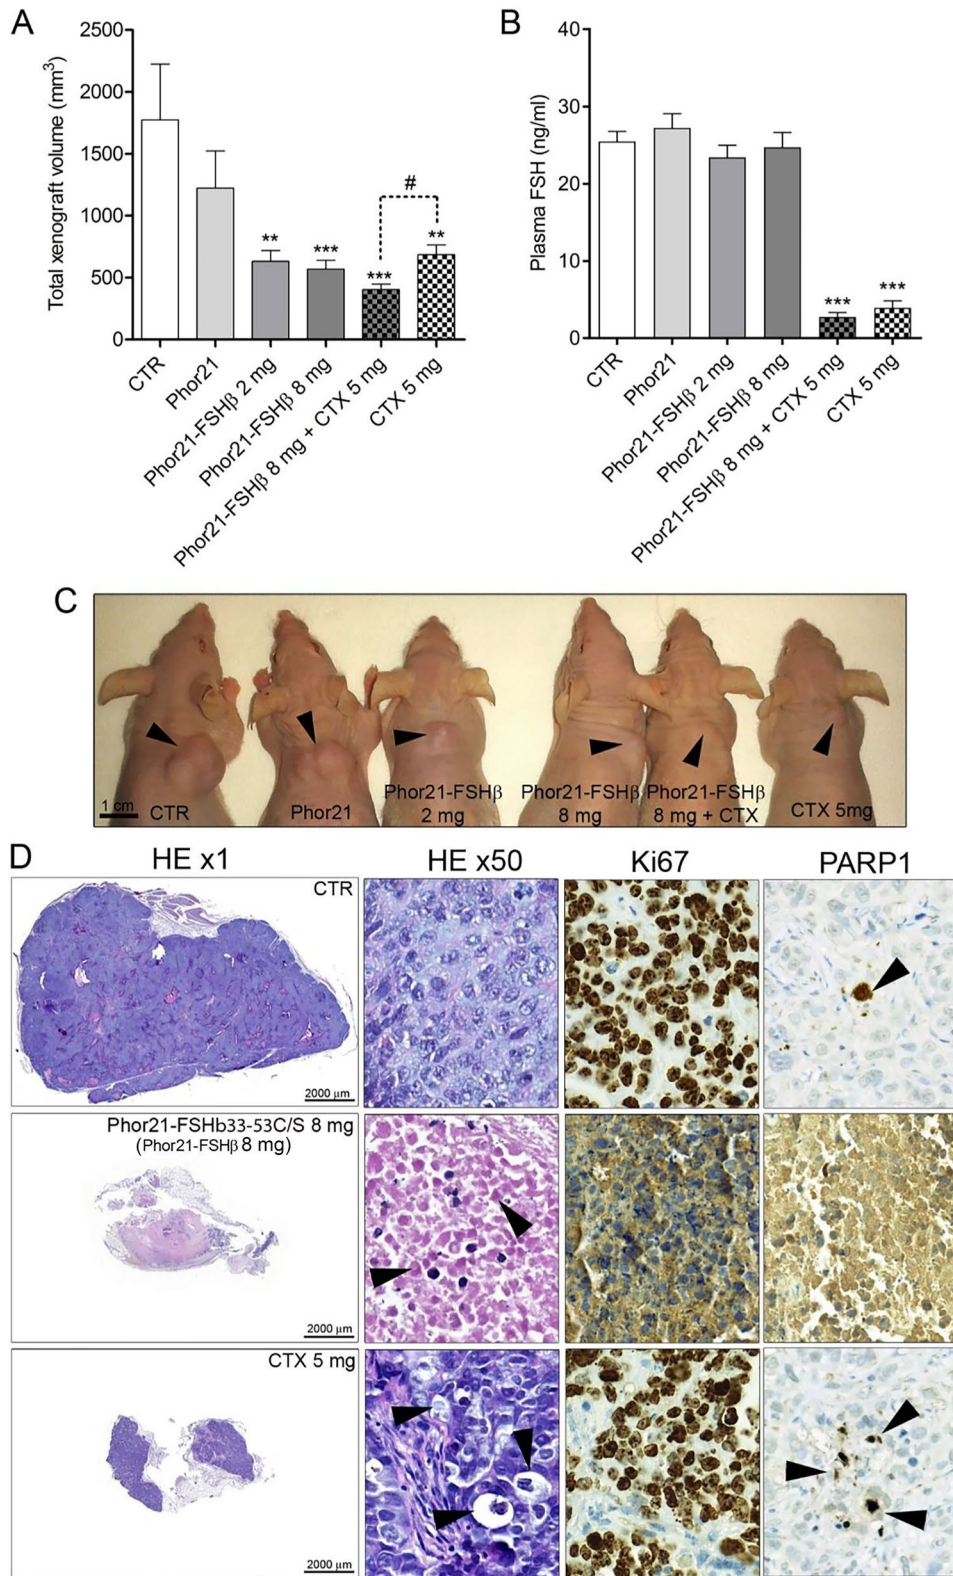 A
2500
2000
1500
1000
500
0
Total xenograft volume (mm³)
**
***
***
#
**
CTR
Phor21
Phor21-FSHβ 2 mg
Phor21-FSHβ 8 mg
Phor21-FSHβ 8 mg + CTX 5 mg
CTX 5 mg
B
40
30
20
10
0
Plasma FSH (ng/ml)
***
***
CTR
Phor21
Phor21-FSHβ 2 mg
Phor21-FSHβ 8 mg
Phor21-FSHβ 8 mg + CTX 5 mg
CTX 5 mg
C
1 cm
CTR
Phor21
Phor21-FSHβ
2 mg
Phor21-FSHβ
8 mg
Phor21-FSHβ
8 mg + CTX
CTX 5mg
D
HE x1
HE x50
Ki67
PARP1
CTR
2000 µm
Phor21-FSHb33-53C/S 8 mg
(Phor21-FSHβ 8 mg)
2000 µm
CTX 5 mg
2000 µm